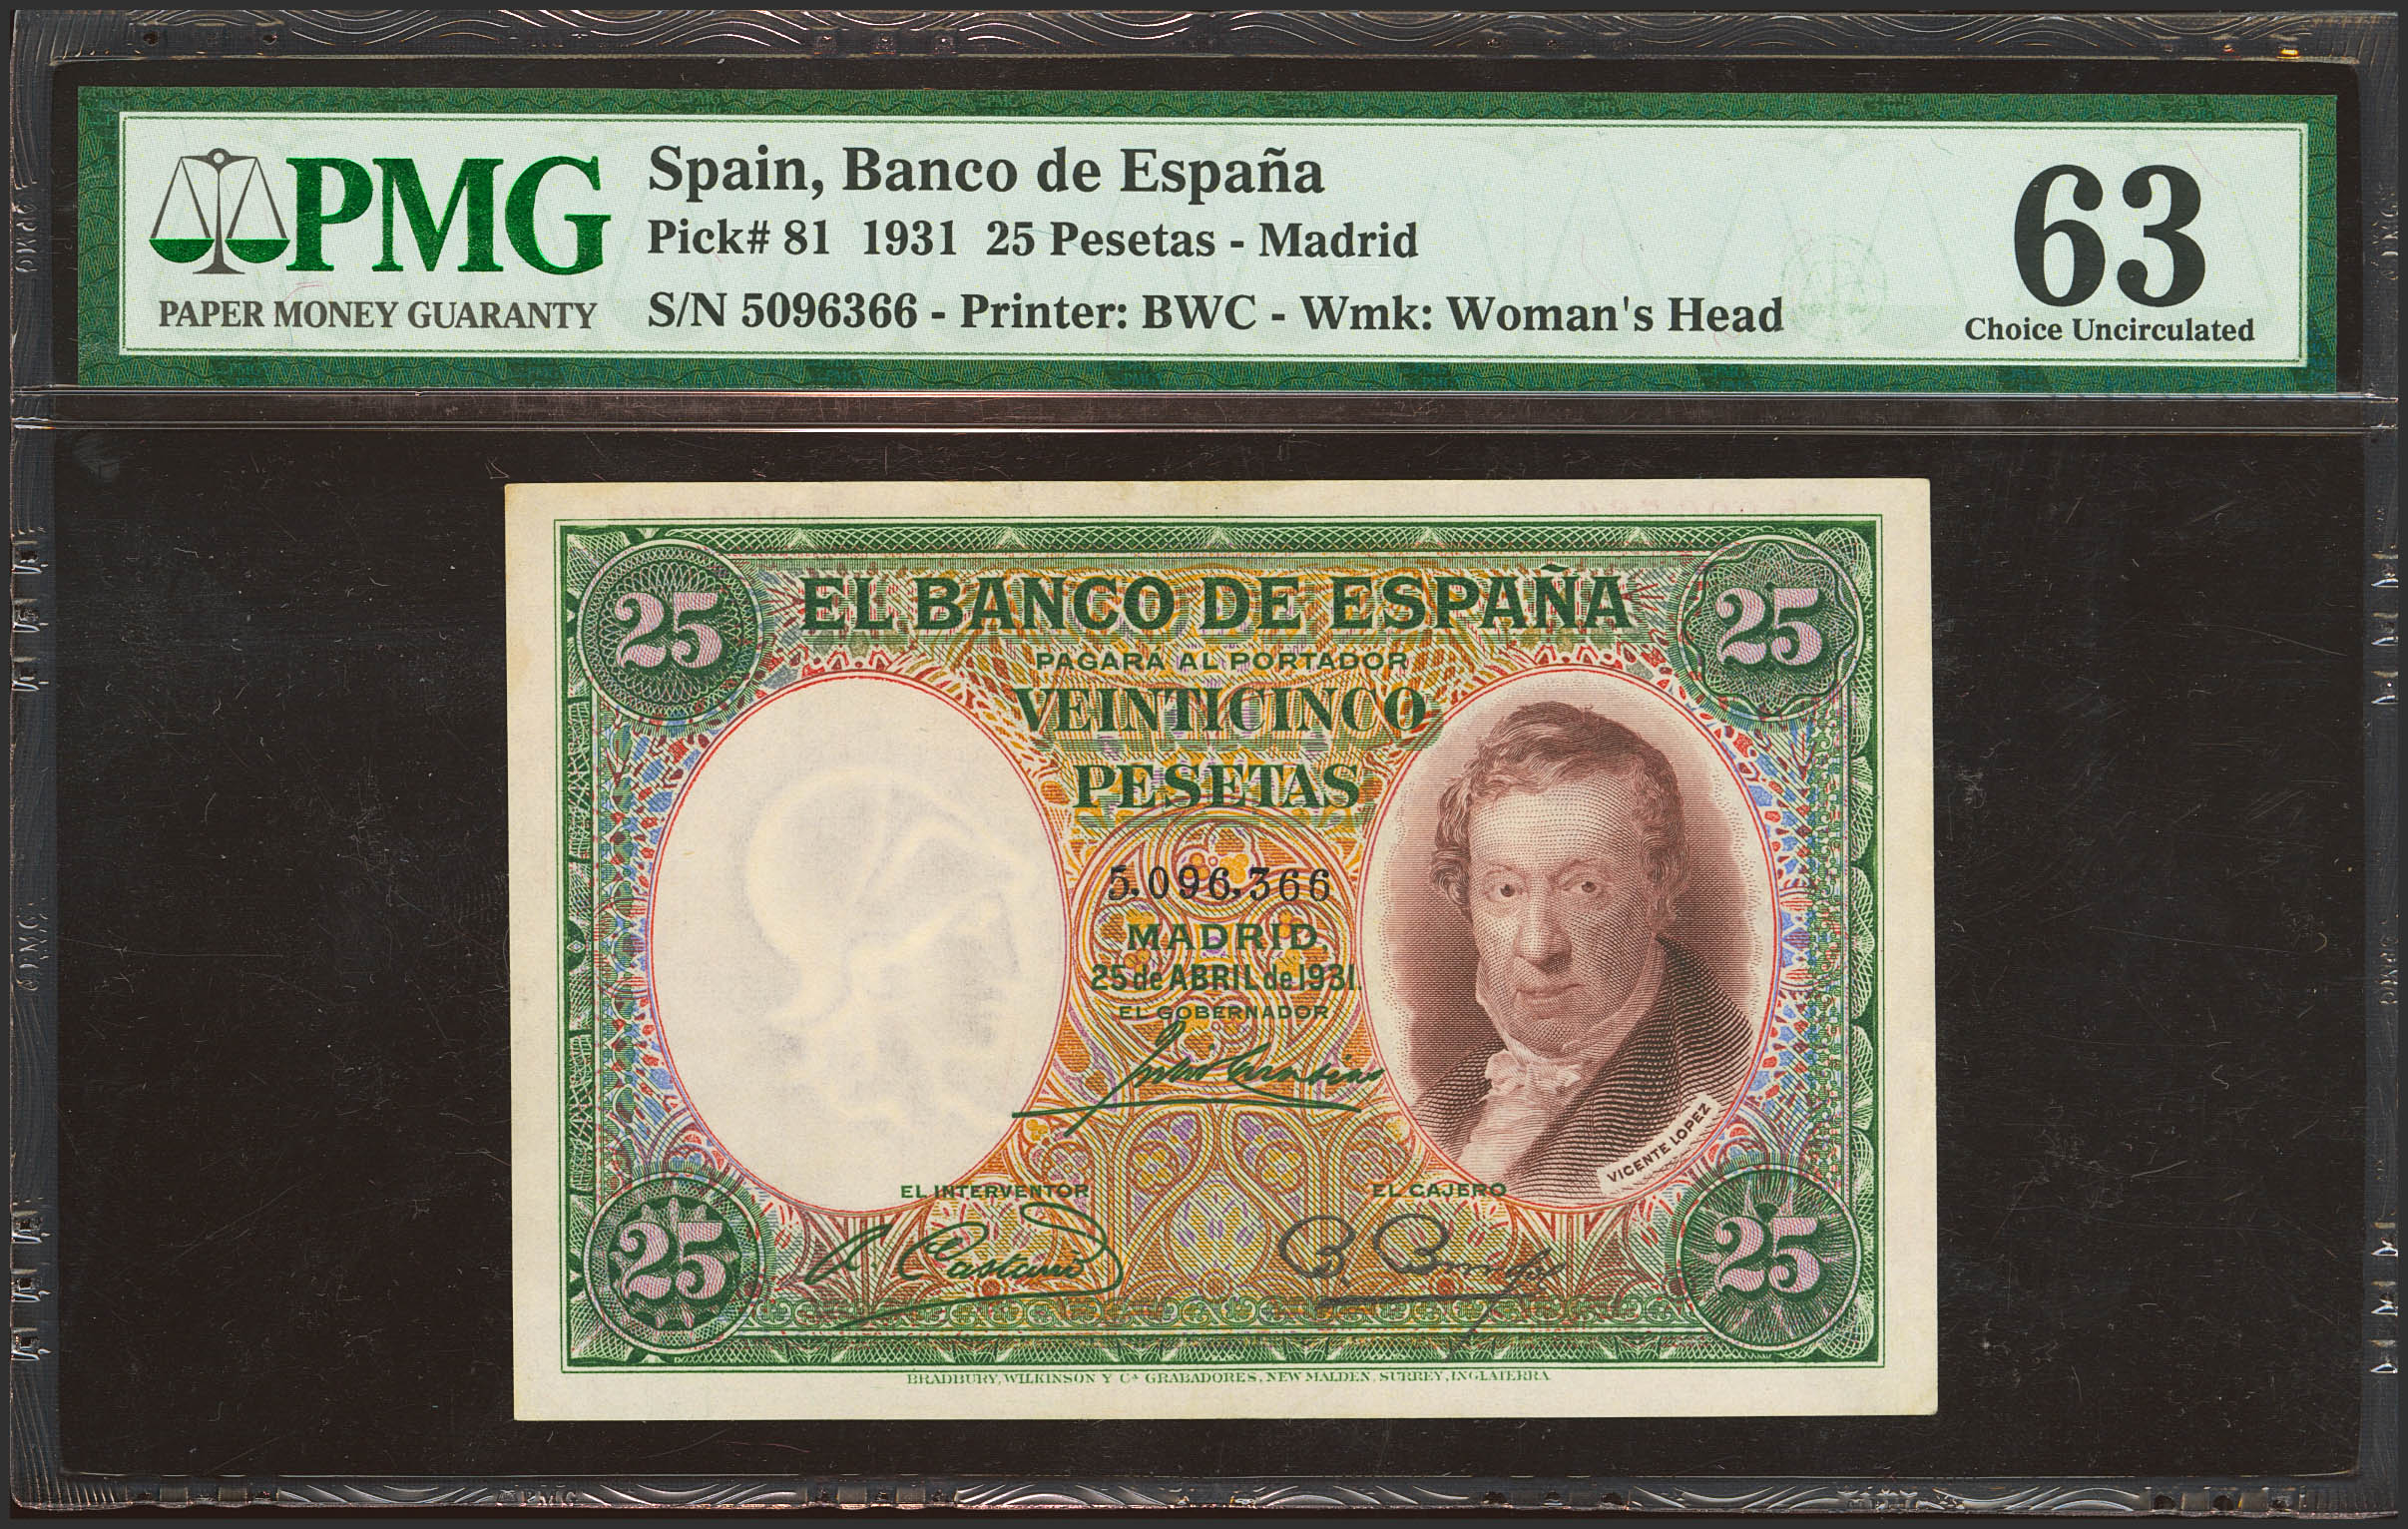 PMG
PAPER MONEY GUARANTY
Spain, Banco de España
Pick# 81 1931 25 Pesetas - Madrid
S/N 5096366 - Printer: BWC - Wmk: Woman's Head
63
Choice Uncirculated
25
25
EL BANCO DE ESPAÑA
PAGARÁ AL PORTADOR
VEINTICINCO
PESETAS
5,096,366
MADRID,
25 de ABRIL de 1931.
EL GOBERNADOR
VICENTE LOPEZ
EL INTERVENTOR
EL CAJERO
25
25
BRADBURY, WILKINSON Y Cª GRABADORES, NEW MALDEN, SURREY, INGLATERRA